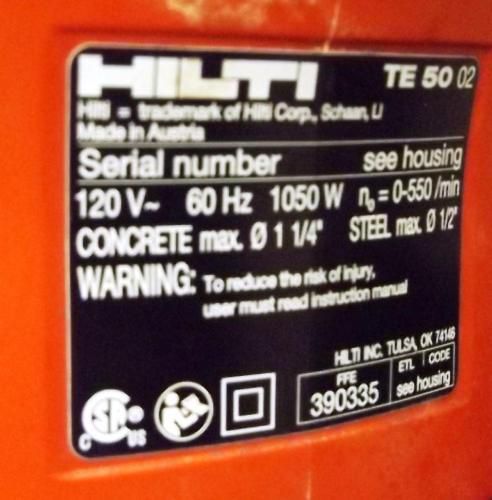 HILTI TE 50 02
Hilti = trademark of Hilti Corp., Schaan, LI
Made in Austria
Serial number see housing
120 V~ 60 Hz 1050 W n₀ = 0-550 /min
CONCRETE max. Ø 1 1/4" STEEL max. Ø 1/2"
WARNING: To reduce the risk of injury,
user must read instruction manual
HILTI INC. TULSA, OK 74146
FFE ETL CODE
390335 see housing
C SA ® US